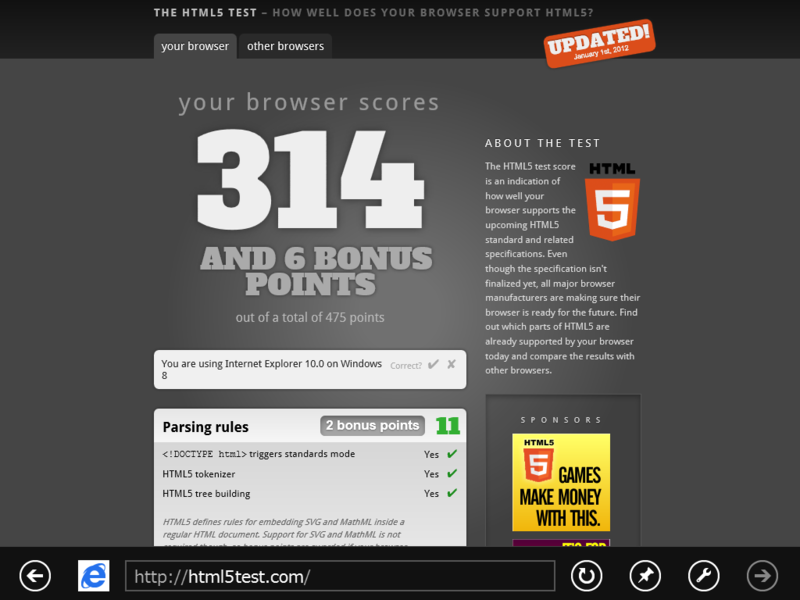 THE HTML5 TEST – HOW WELL DOES YOUR BROWSER SUPPORT HTML5?
your browser
other browsers
UPDATED!
January 1st, 2012
your browser scores
314
AND 6 BONUS
POINTS
out of a total of 475 points
You are using Internet Explorer 10.0 on Windows
8
Correct? ✔ ✘
Parsing rules
2 bonus points
11
<!DOCTYPE html> triggers standards mode Yes ✔
HTML5 tokenizer Yes ✔
HTML5 tree building Yes ✔
HTML5 defines rules for embedding SVG and MathML inside a
regular HTML document. Support for SVG and MathML is not
ABOUT THE TEST
HTML
5
The HTML5 test score
is an indication of
how well your
browser supports the
upcoming HTML5
standard and related
specifications. Even
though the specification isn't
finalized yet, all major browser
manufacturers are making sure their
browser is ready for the future. Find
out which parts of HTML5 are
already supported by your browser
today and compare the results with
other browsers.
SPONSORS
HTML5
5
GAMES
MAKE MONEY
WITH THIS.
http://html5test.com/